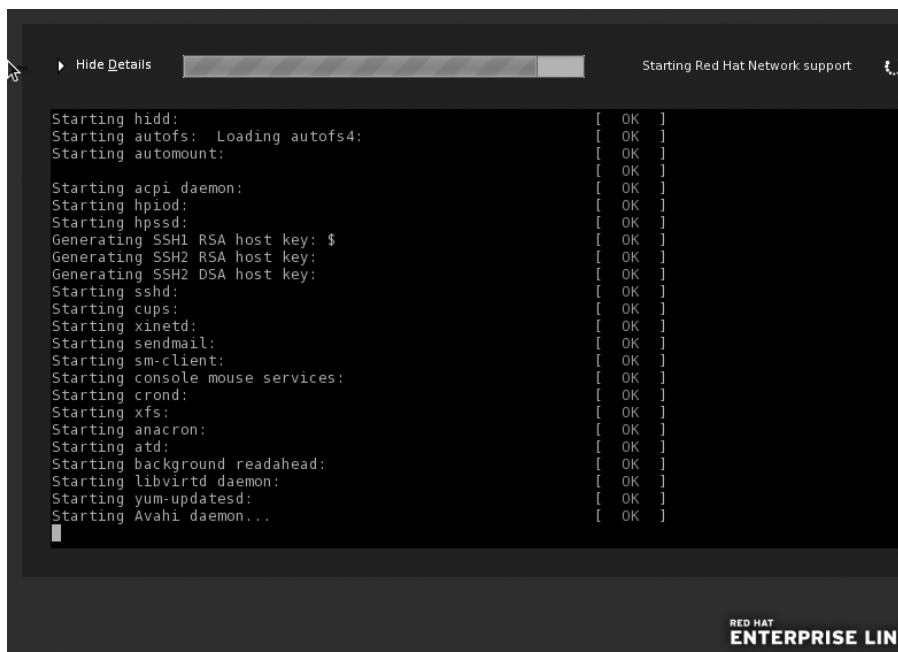 Hide Details
Starting Red Hat Network support
Starting hidd: [ OK ]
Starting autofs: Loading autofs4: [ OK ]
Starting automount: [ OK ]
[ OK ]
Starting acpi daemon: [ OK ]
Starting hpiod: [ OK ]
Starting hpssd: [ OK ]
Generating SSH1 RSA host key: $ [ OK ]
Generating SSH2 RSA host key: [ OK ]
Generating SSH2 DSA host key: [ OK ]
Starting sshd: [ OK ]
Starting cups: [ OK ]
Starting xinetd: [ OK ]
Starting sendmail: [ OK ]
Starting sm-client: [ OK ]
Starting console mouse services: [ OK ]
Starting crond: [ OK ]
Starting xfs: [ OK ]
Starting anacron: [ OK ]
Starting atd: [ OK ]
Starting background readahead: [ OK ]
Starting libvirtd daemon: [ OK ]
Starting yum-updatesd: [ OK ]
Starting Avahi daemon... [ OK ]
RED HAT
ENTERPRISE LIN